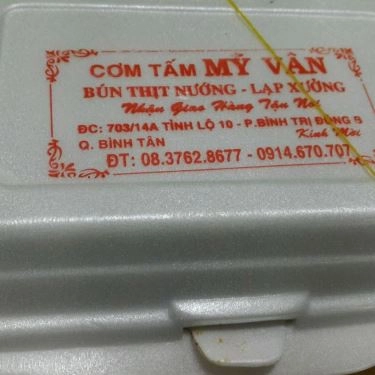 CƠM TẤM MỸ VÂN
BÚN THỊT NƯỚNG - LẠP XƯỞNG
Nhận Giao Hàng Tận Nơi
ĐC: 703/14A TỈNH LỘ 10 - P.BÌNH TRỊ ĐÔNG B
Q. BÌNH TÂN
Kính Mời
ĐT: 08.3762.8677 - 0914.670.707